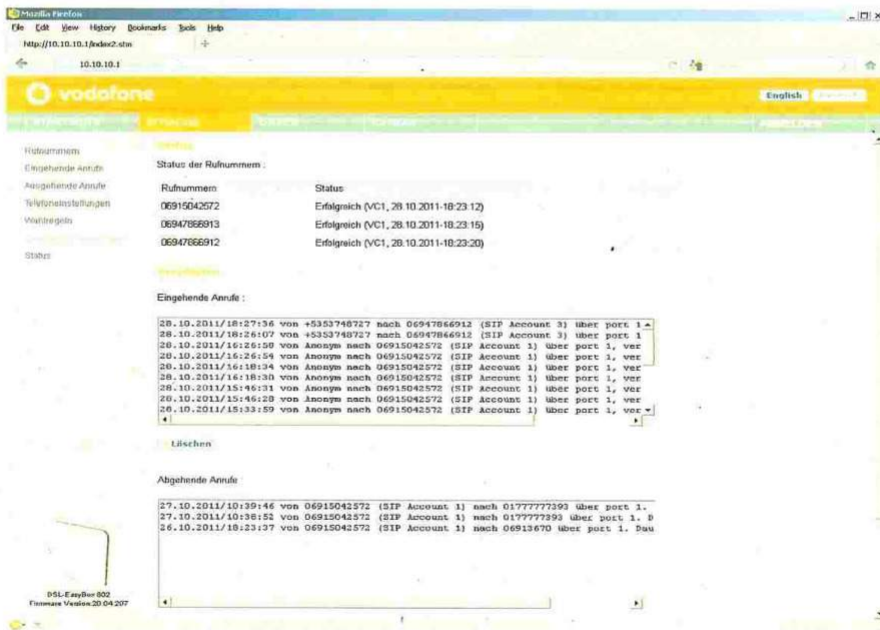 Mozilla Firefox
File Edit View History Bookmarks Tools Help
http://10.10.10.1/index2.stm
10.10.10.1
vodafone
English
Rufnummern
Eingehende Anrufe
Ausgehende Anrufe
Telefoneinstellungen
Wahlregeln
Status
Status der Rufnummern :
Rufnummern Status
06915042572 Erfolgreich (VC1, 28.10.2011-18:23:12)
06947866913 Erfolgreich (VC1, 28.10.2011-18:23:15)
06947866912 Erfolgreich (VC1, 28.10.2011-18:23:20)
Eingehende Anrufe :
28.10.2011/18:27:36 von +5353748727 nach 06947866912 (SIP Account 3) über port 1
28.10.2011/18:26:07 von +5353748727 nach 06947866912 (SIP Account 3) über port 1
28.10.2011/16:26:58 von Anonym nach 06915042572 (SIP Account 1) über port 1, ver
28.10.2011/16:26:54 von Anonym nach 06915042572 (SIP Account 1) über port 1, ver
28.10.2011/16:18:34 von Anonym nach 06915042572 (SIP Account 1) über port 1, ver
28.10.2011/16:18:30 von Anonym nach 06915042572 (SIP Account 1) über port 1, ver
28.10.2011/15:46:31 von Anonym nach 06915042572 (SIP Account 1) über port 1, ver
28.10.2011/15:46:28 von Anonym nach 06915042572 (SIP Account 1) über port 1, ver
28.10.2011/15:33:59 von Anonym nach 06915042572 (SIP Account 1) über port 1, ver
Löschen
Abgehende Anrufe
27.10.2011/10:39:46 von 06915042572 (SIP Account 1) nach 0177777393 über port 1.
27.10.2011/10:38:52 von 06915042572 (SIP Account 1) nach 0177777393 über port 1. D
26.10.2011/18:23:37 von 06915042572 (SIP Account 1) nach 06913670 über port 1. Dau
DSL-EasyBox 802
Firmware Version:20.04.207